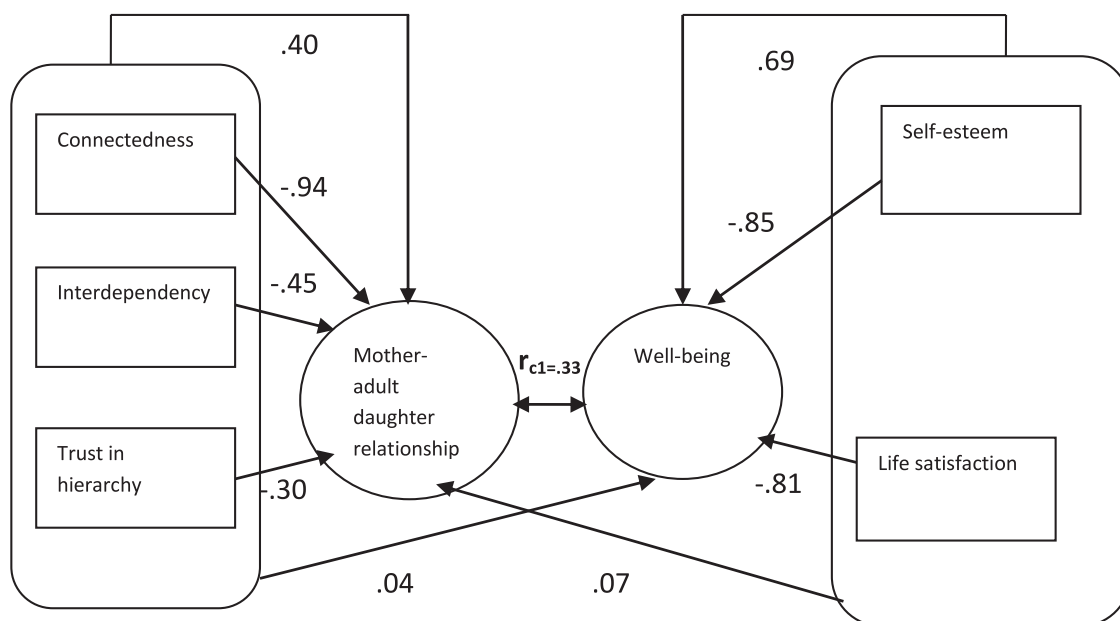 .40
.69
Connectedness
Self-esteem
-.94
-.85
Interdependency
-.45
Mother-
adult
daughter
relationship
rc1=.33
Well-being
Trust in
hierarchy
-.30
Life satisfaction
-.81
.04
.07